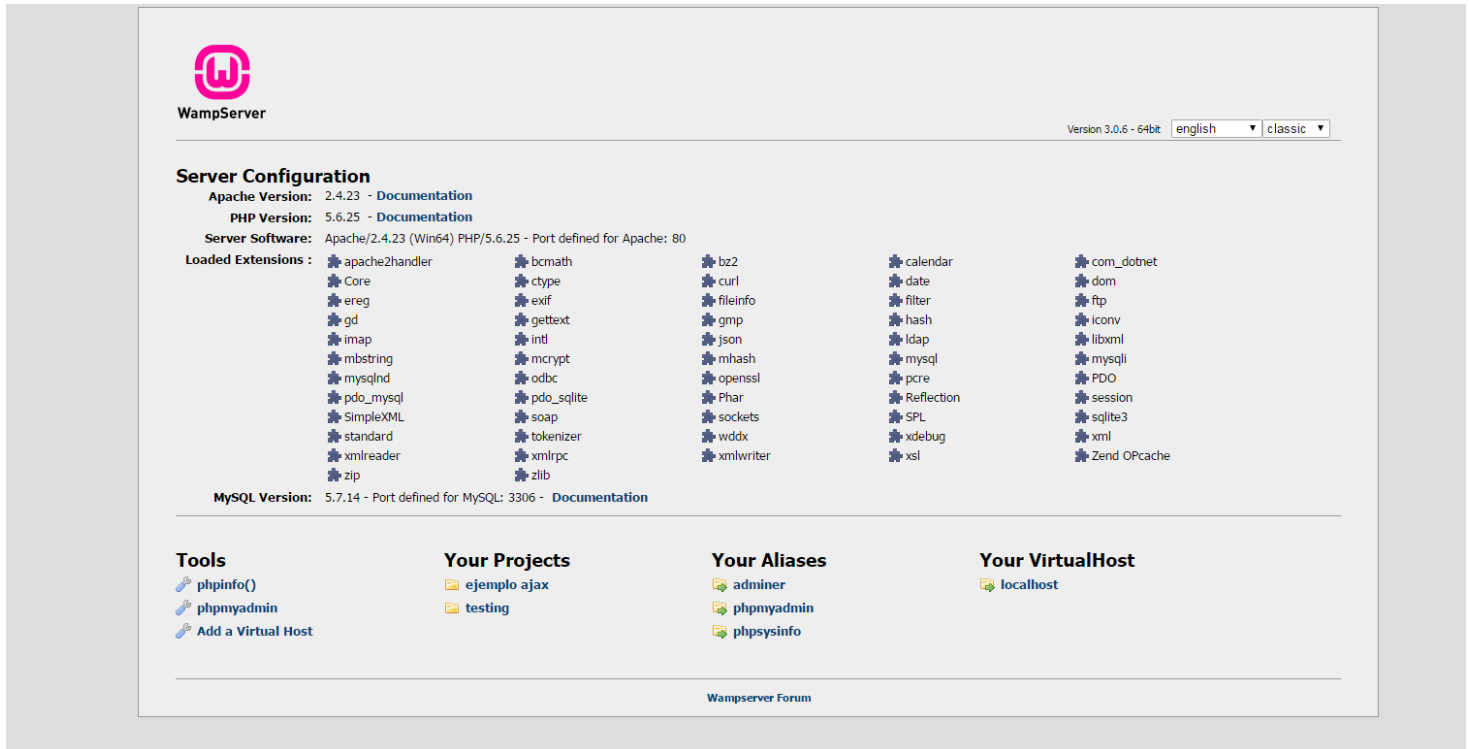 WampServer
Version 3.0.6 - 64bit english classic
Server Configuration
Apache Version: 2.4.23 - Documentation
PHP Version: 5.6.25 - Documentation
Server Software: Apache/2.4.23 (Win64) PHP/5.6.25 - Port defined for Apache: 80
Loaded Extensions : apache2handler bcmath bz2 calendar com_dotnet
Core ctype curl date dom
ereg exif fileinfo filter ftp
gd gettext gmp hash iconv
imap intl json ldap libxml
mbstring mcrypt mhash mysql mysqli
mysqlnd odbc openssl pcre PDO
pdo_mysql pdo_sqlite Phar Reflection session
SimpleXML soap sockets SPL sqlite3
standard tokenizer wddx xdebug xml
xmlreader xmlrpc xmlwriter xsl Zend OPcache
zip zlib
MySQL Version: 5.7.14 - Port defined for MySQL: 3306 - Documentation
Tools
phpinfo()
phpmyadmin
Add a Virtual Host
Your Projects
ejemplo ajax
testing
Your Aliases
adminer
phpmyadmin
phpsysinfo
Your VirtualHost
localhost
Wampserver Forum